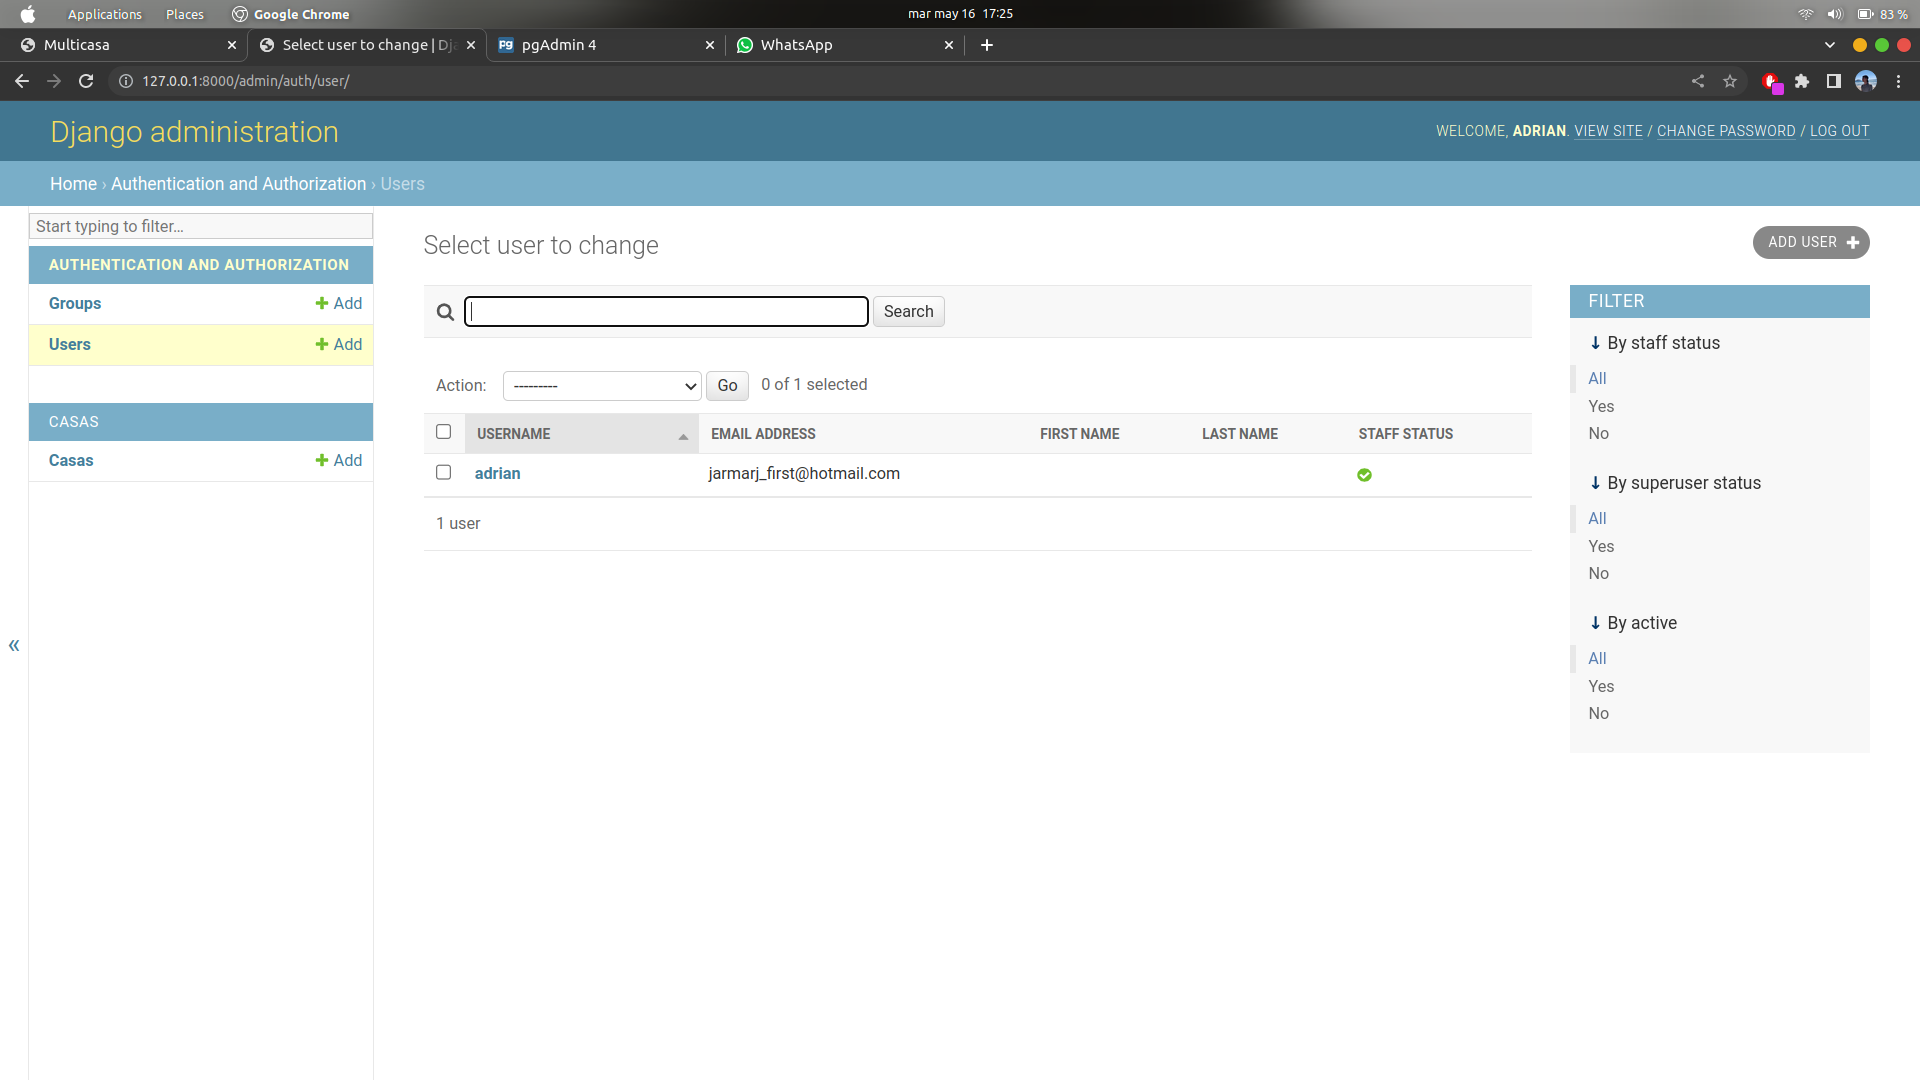 Applications Places Google Chrome mar may 16 17:25 83 %
Multicasa Select user to change | Dja pgAdmin 4 WhatsApp
127.0.0.1:8000/admin/auth/user/
Django administration
WELCOME, ADRIAN. VIEW SITE / CHANGE PASSWORD / LOG OUT
Home › Authentication and Authorization › Users
Start typing to filter...
AUTHENTICATION AND AUTHORIZATION
Groups + Add
Users + Add
CASAS
Casas + Add
«
Select user to change
ADD USER +
Search
Action: --------- Go 0 of 1 selected
USERNAME EMAIL ADDRESS FIRST NAME LAST NAME STAFF STATUS
adrian jarmarj_first@hotmail.com
1 user
FILTER
↓ By staff status
All
Yes
No
↓ By superuser status
All
Yes
No
↓ By active
All
Yes
No